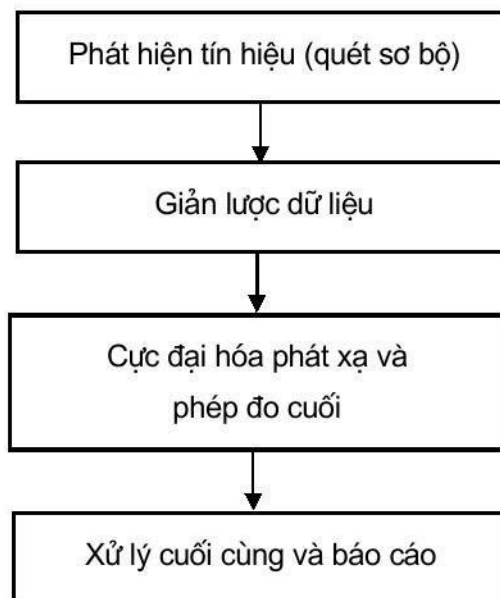 Phát hiện tín hiệu (quét sơ bộ)
Giản lược dữ liệu
Cực đại hóa phát xạ và
phép đo cuối
Xử lý cuối cùng và báo cáo